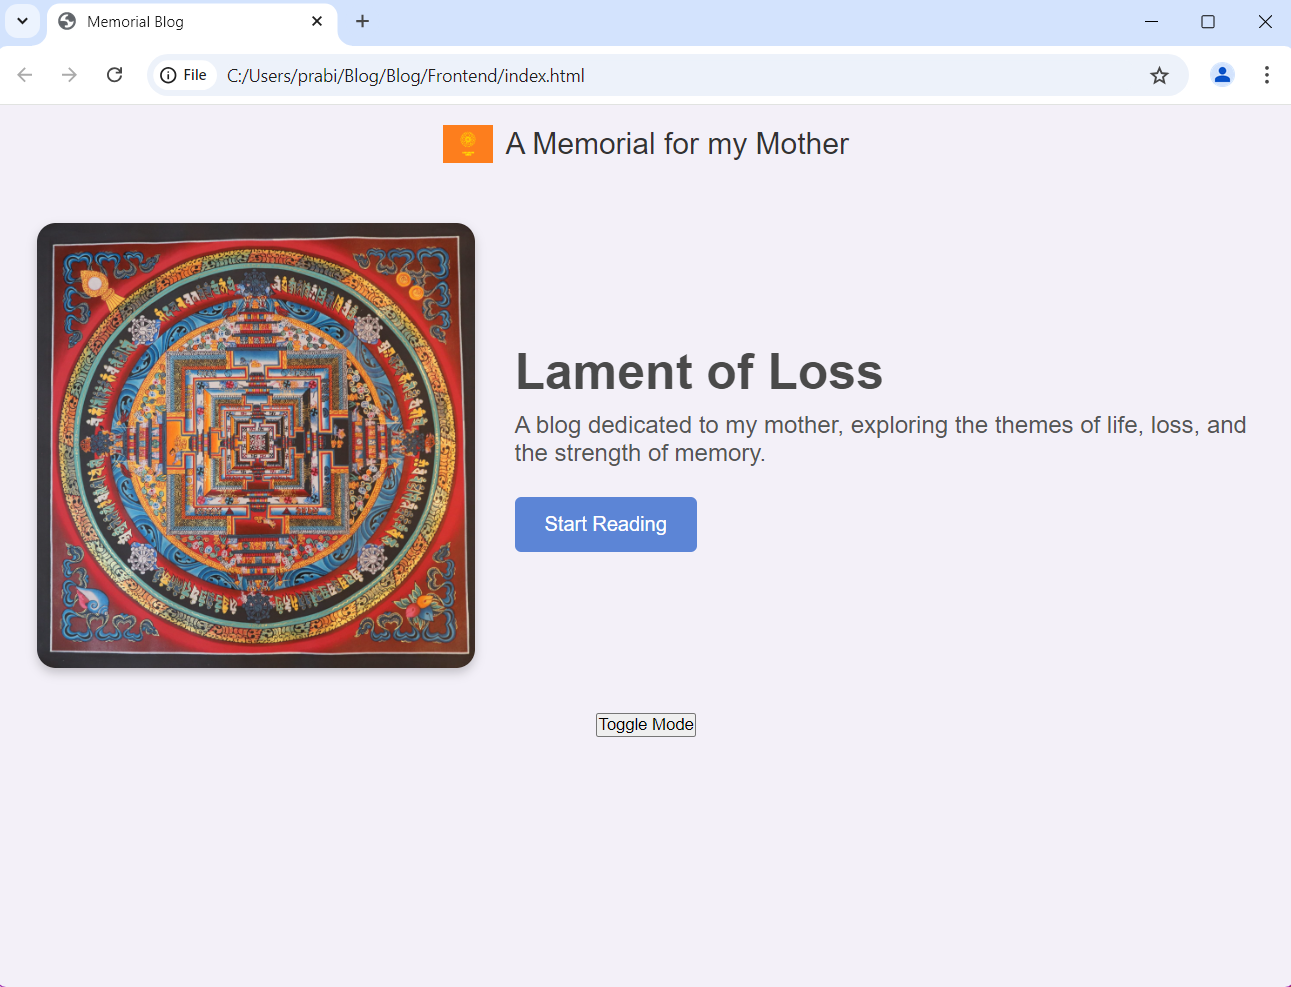 Memorial Blog
File
C:/Users/prabi/Blog/Blog/Frontend/index.html
A Memorial for my Mother
Lament of Loss
A blog dedicated to my mother, exploring the themes of life, loss, and
the strength of memory.
Start Reading
Toggle Mode